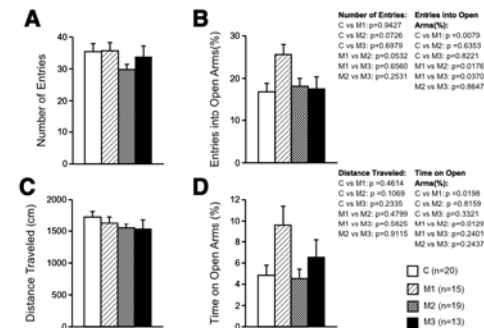 A
Number of Entries
40
30
20
10
0
B
Entries into Open Arms(%)
30
20
10
0
Number of Entries:
C vs M1: p=0.9427
C vs M2: p=0.0726
C vs M3: p=0.6979
M1 vs M2: p=0.0532
M1 vs M3: p=0.6560
M2 vs M3: p=0.2531
Entries into Open
Arms(%):
C vs M1: p =0.0079
C vs M2: p =0.6353
C vs M3: p=0.8221
M1 vs M2: p=0.0176
M1 vs M3: p=0.0370
M2 vs M3: p=0.8647
C
Distance Traveled (cm)
2000
1500
1000
500
D
Time on Open Arms (%)
12
10
8
6
4
2
Distance Traveled:
C vs M1: p =0.4614
C vs M2: p =0.1069
C vs M3: p=0.2335
M1 vs M2: p=0.4799
M1 vs M3: p=0.5825
M2 vs M3: p=0.9115
Time on Open
Arms(%):
C vs M1: p =0.0198
C vs M2: p =0.8159
C vs M3: p=0.3321
M1 vs M2: p=0.0129
M1 vs M3: p=0.2401
M2 vs M3: p=0.2437
C (n=20)
M1 (n=15)
M2 (n=19)
M3 (n=13)